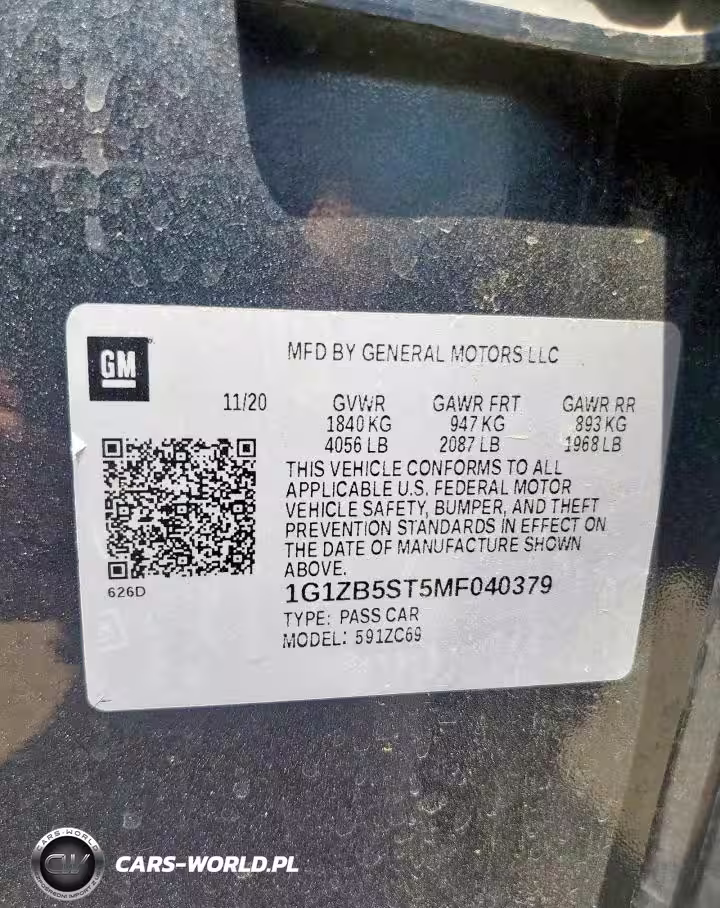 GM
MFD BY GENERAL MOTORS LLC
11/20 GVWR GAWR FRT GAWR RR
1840 KG 947 KG 893 KG
4056 LB 2087 LB 1968 LB
THIS VEHICLE CONFORMS TO ALL
APPLICABLE U.S. FEDERAL MOTOR
VEHICLE SAFETY, BUMPER, AND THEFT
PREVENTION STANDARDS IN EFFECT ON
THE DATE OF MANUFACTURE SHOWN
ABOVE.
626D
1G1ZB5ST5MF040379
TYPE: PASS CAR
MODEL: 591ZC69
CARS-WORLD
CW
CARS-WORLD.PL